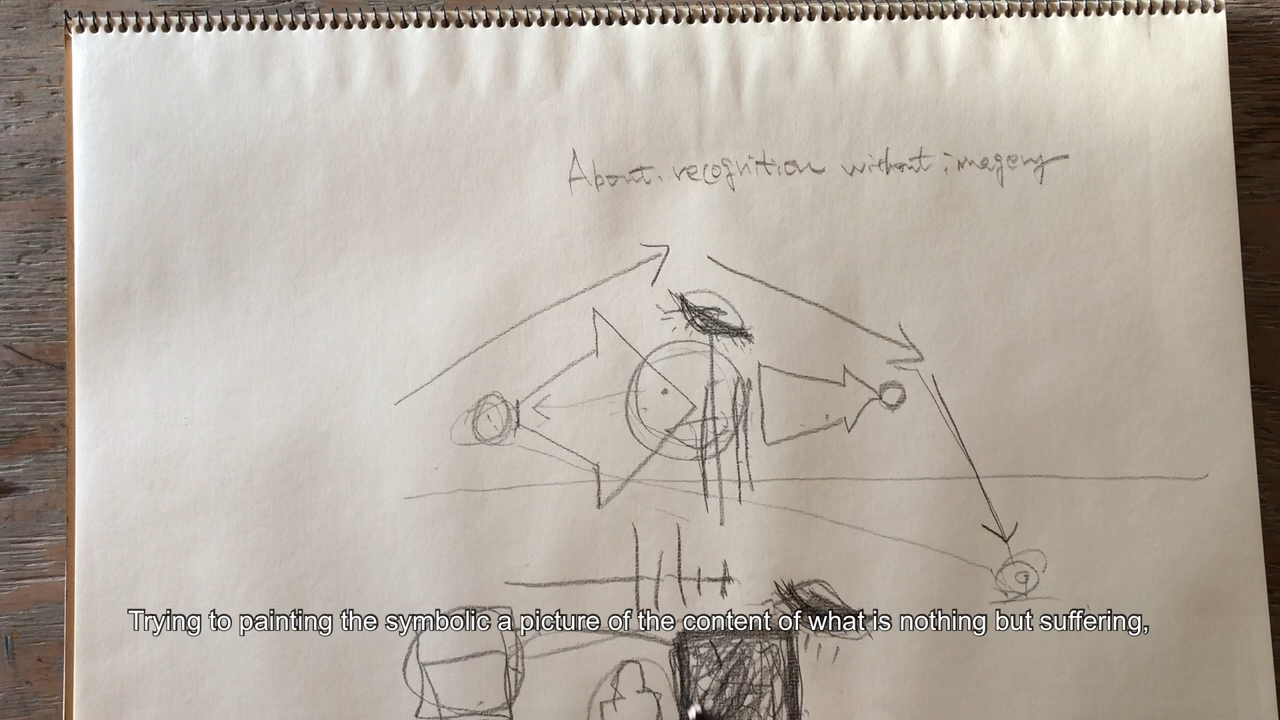 About. recognition without imagery
Trying to painting the symbolic a picture of the content of what is nothing but suffering,